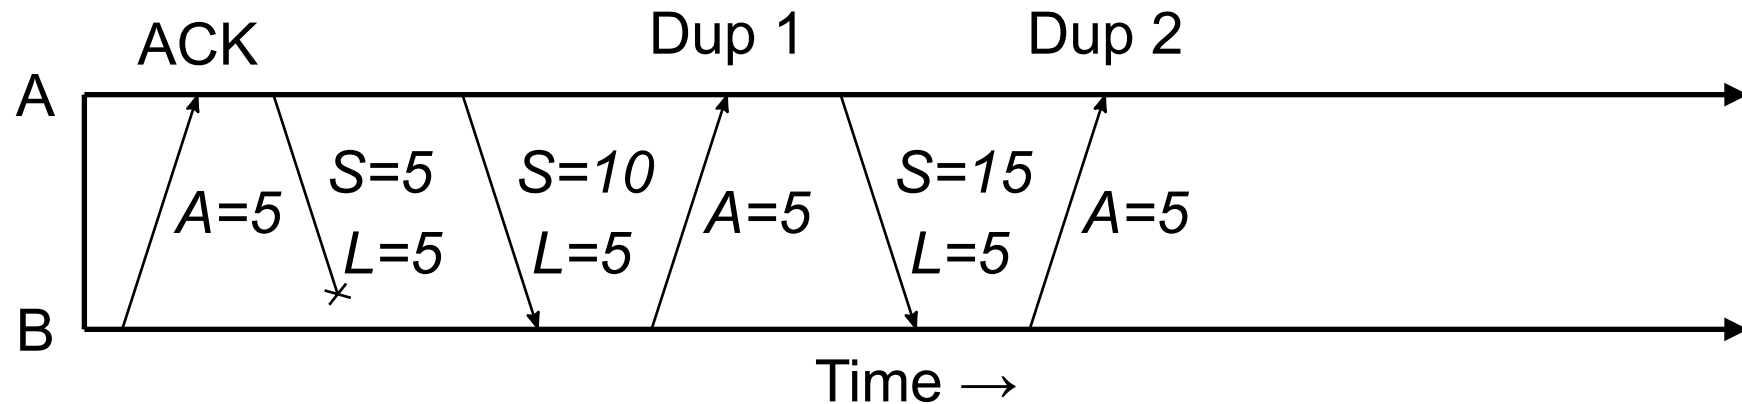 ACK
Dup 1
Dup 2
A
S=5
S=10
S=15
A=5
A=5
A=5
L=5
L=5
L=5
B
Time →